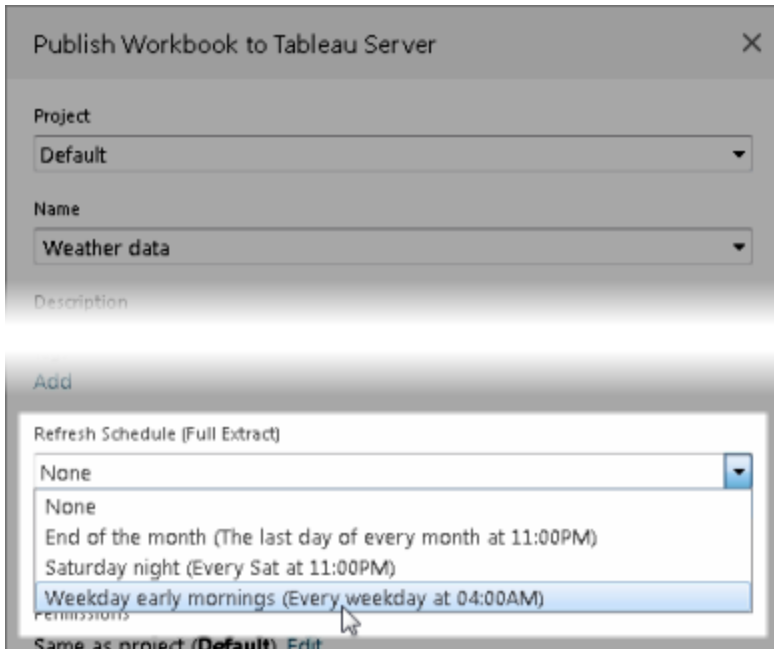 Publish Workbook to Tableau Server
Project
Default
Name
Weather data
Description
Add
Refresh Schedule (Full Extract)
None
None
End of the month (The last day of every month at 11:00PM)
Saturday night (Every Sat at 11:00PM)
Weekday early mornings (Every weekday at 04:00AM)
Permissions
Same as project (Default) Edit